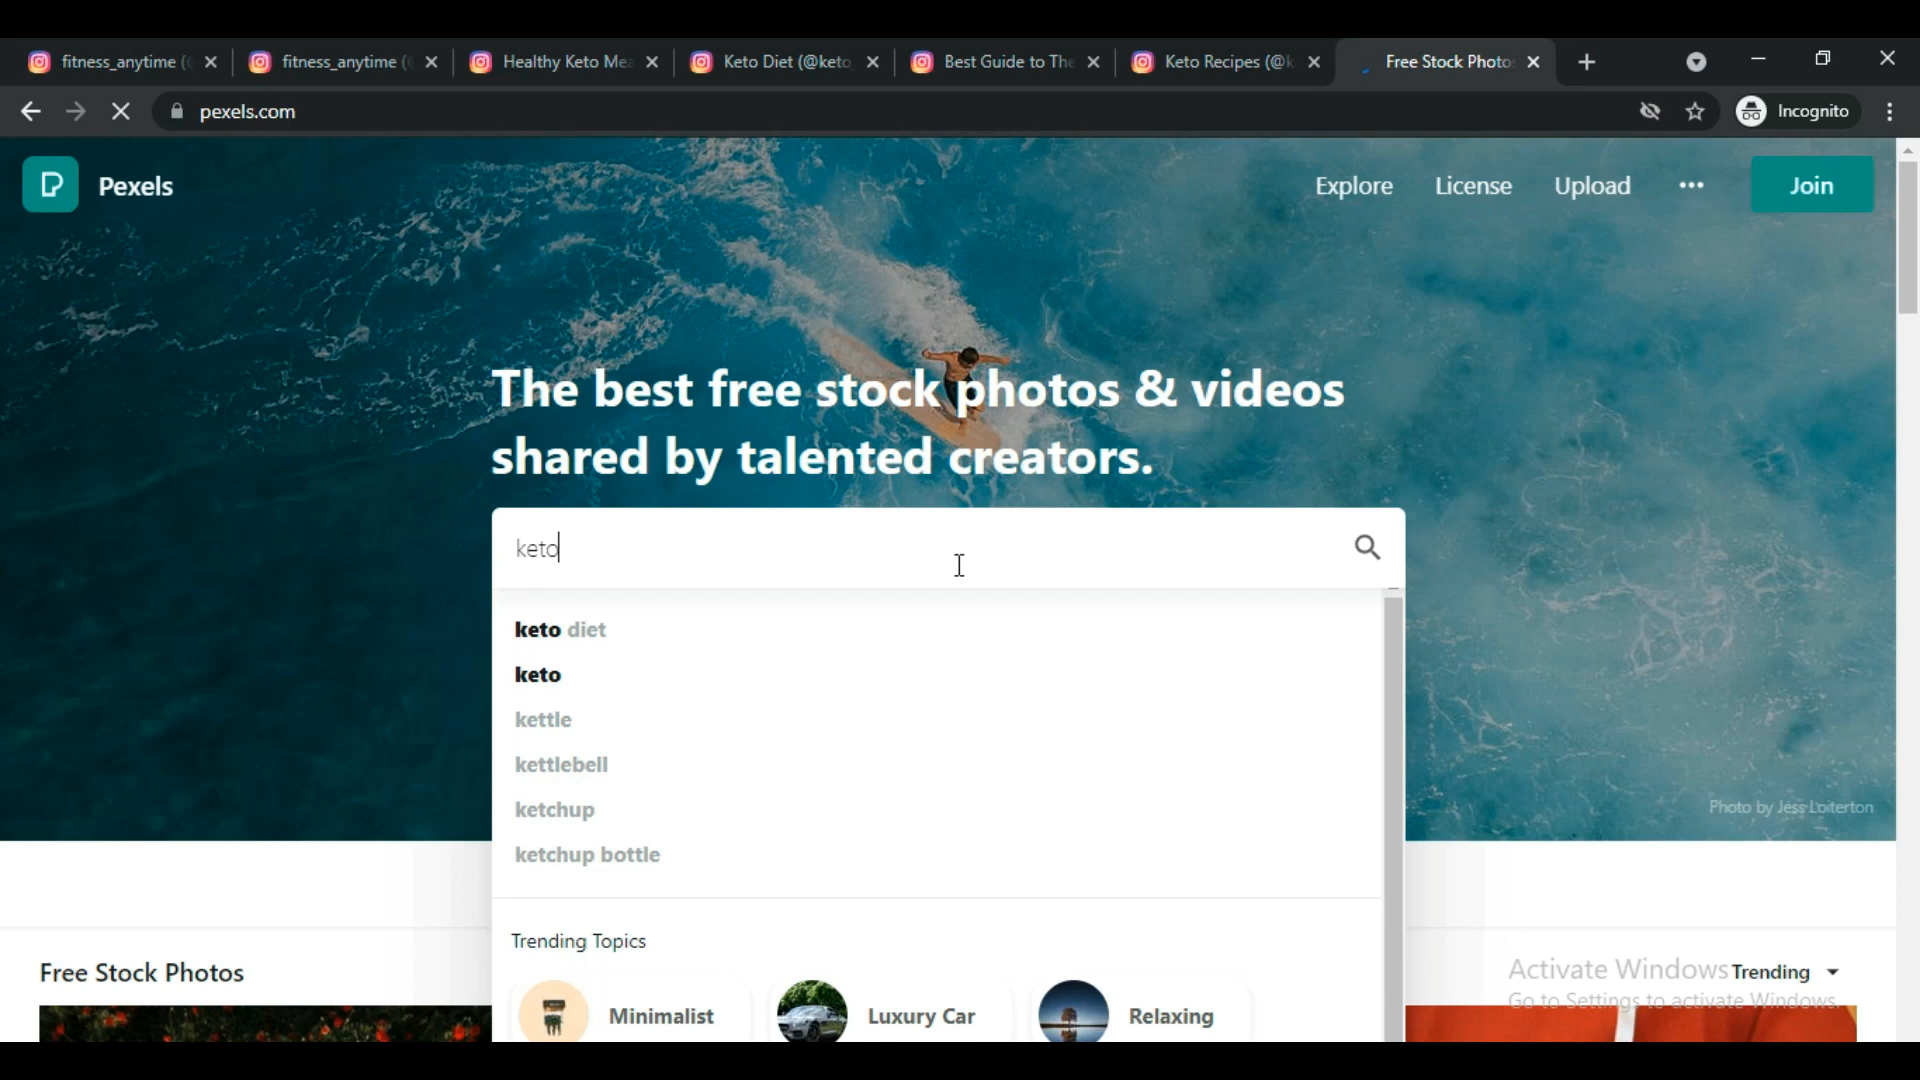 fitness_anytime (
fitness_anytime (
Healthy Keto Mea
Keto Diet (@keto
Best Guide to The
Keto Recipes (@k
Free Stock Photo
pexels.com
Incognito
Pexels
Explore
License
Upload
Join
The best free stock photos & videos
shared by talented creators.
keto
keto diet
keto
kettle
kettlebell
ketchup
ketchup bottle
Photo by Jess Loiterton
Trending Topics
Minimalist
Luxury Car
Relaxing
Free Stock Photos
Activate Windows
Trending
Go to Settings to activate Windows.